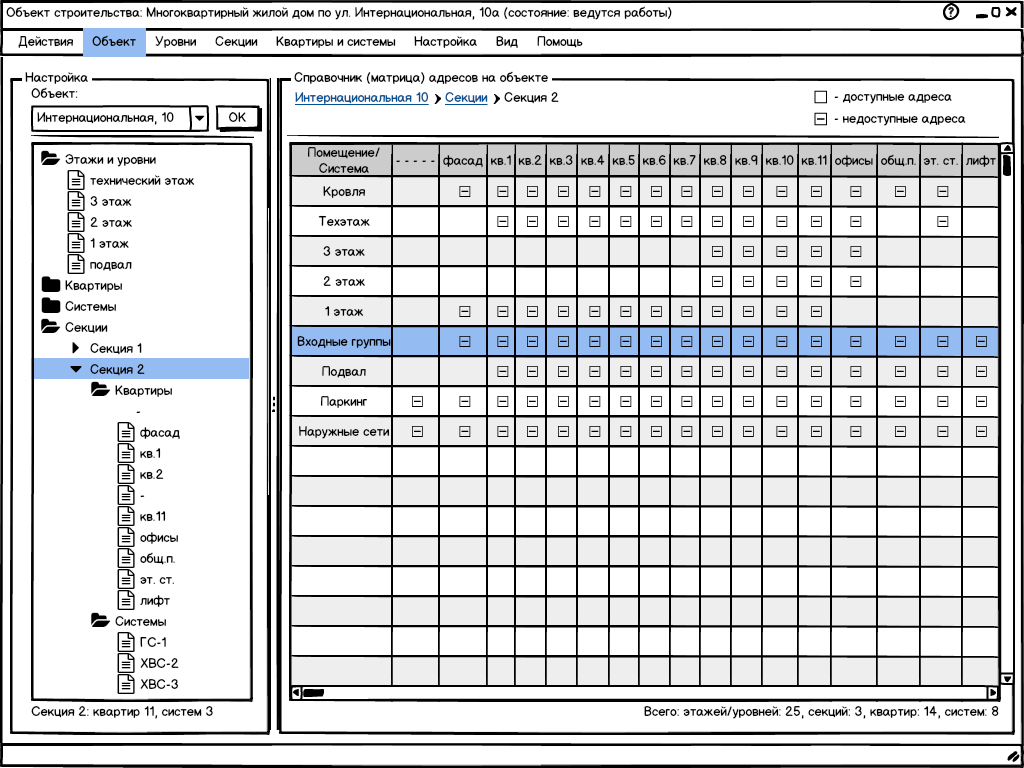 Объект строительства: Многоквартирный жилой дом по ул. Интернациональная, 10а (состояние: ведутся работы)
?
Действия Объект Уровни Секции Квартиры и системы Настройка Вид Помощь
Настройка
Объект:
Интернациональная, 10 OK
Этажи и уровни
технический этаж
3 этаж
2 этаж
1 этаж
подвал
Квартиры
Системы
Секции
Секция 1
Секция 2
Квартиры
-
фасад
кв.1
кв.2
-
кв.11
офисы
общ.п.
эт. ст.
лифт
Системы
ГС-1
ХВС-2
ХВС-3
Секция 2: квартир 11, систем 3
Справочник (матрица) адресов на объекте
Интернациональная 10 Секции Секция 2
- доступные адреса
- недоступные адреса
Помещение/
Система
- - - - - фасад кв.1 кв.2 кв.3 кв.4 кв.5 кв.6 кв.7 кв.8 кв.9 кв.10 кв.11 офисы общ.п. эт. ст. лифт
Кровля
Техэтаж
3 этаж
2 этаж
1 этаж
Входные группы
Подвал
Паркинг
Наружные сети
Всего: этажей/уровней: 25, секций: 3, квартир: 14, систем: 8